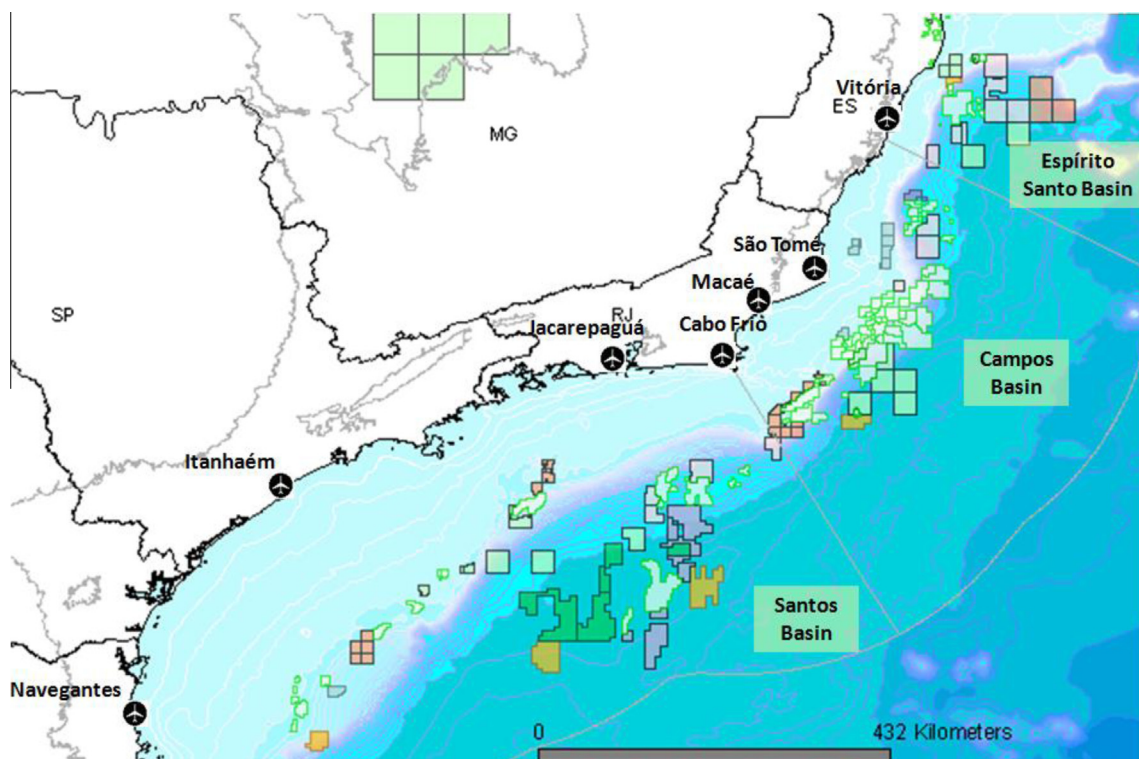 Vitória
ES
MG
Espírito
Santo Basin
São Tomé
Macaé
SP
RJ
Jacarepaguá
Cabo Frio
Campos
Basin
Itanhaém
Santos
Basin
Navegantes
0
432 Kilometers